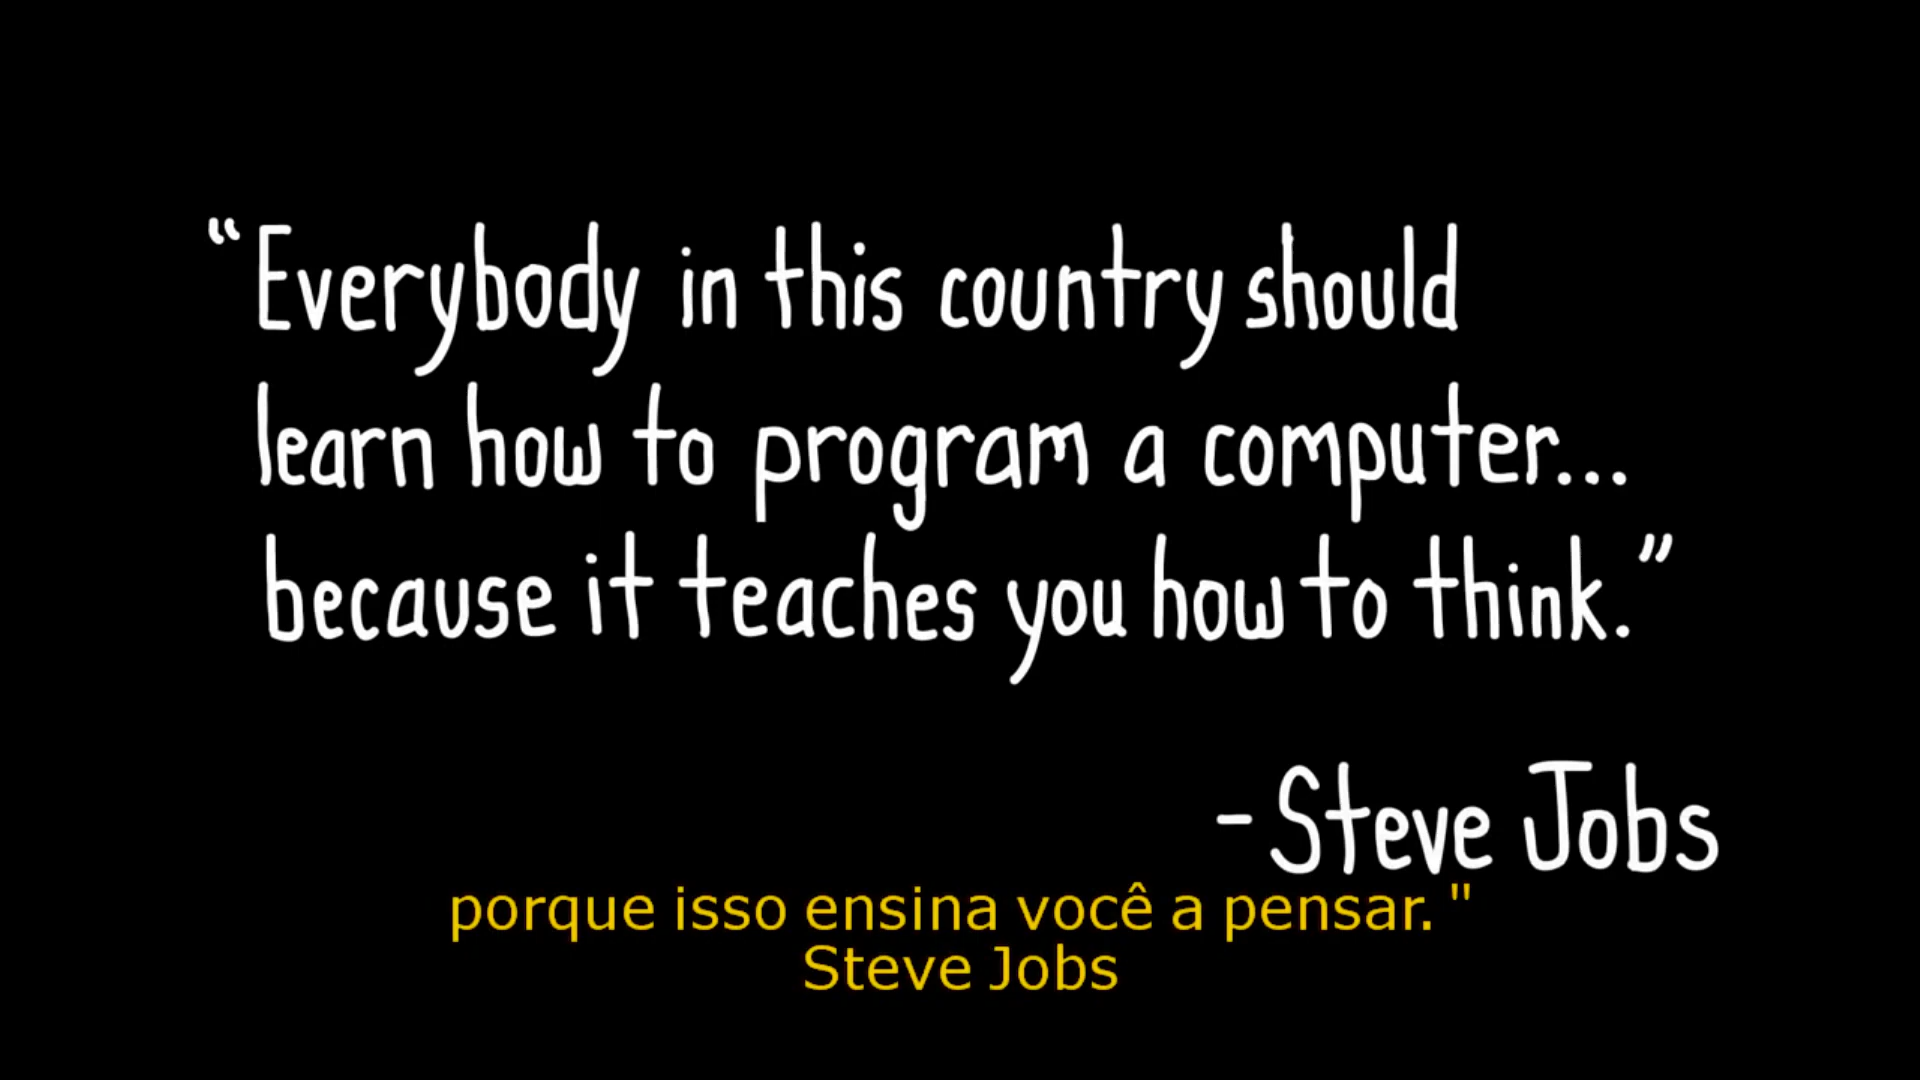 “Everybody in this country should
learn how to program a computer...
because it teaches you how to think.”
-Steve Jobs
porque isso ensina você a pensar."
Steve Jobs